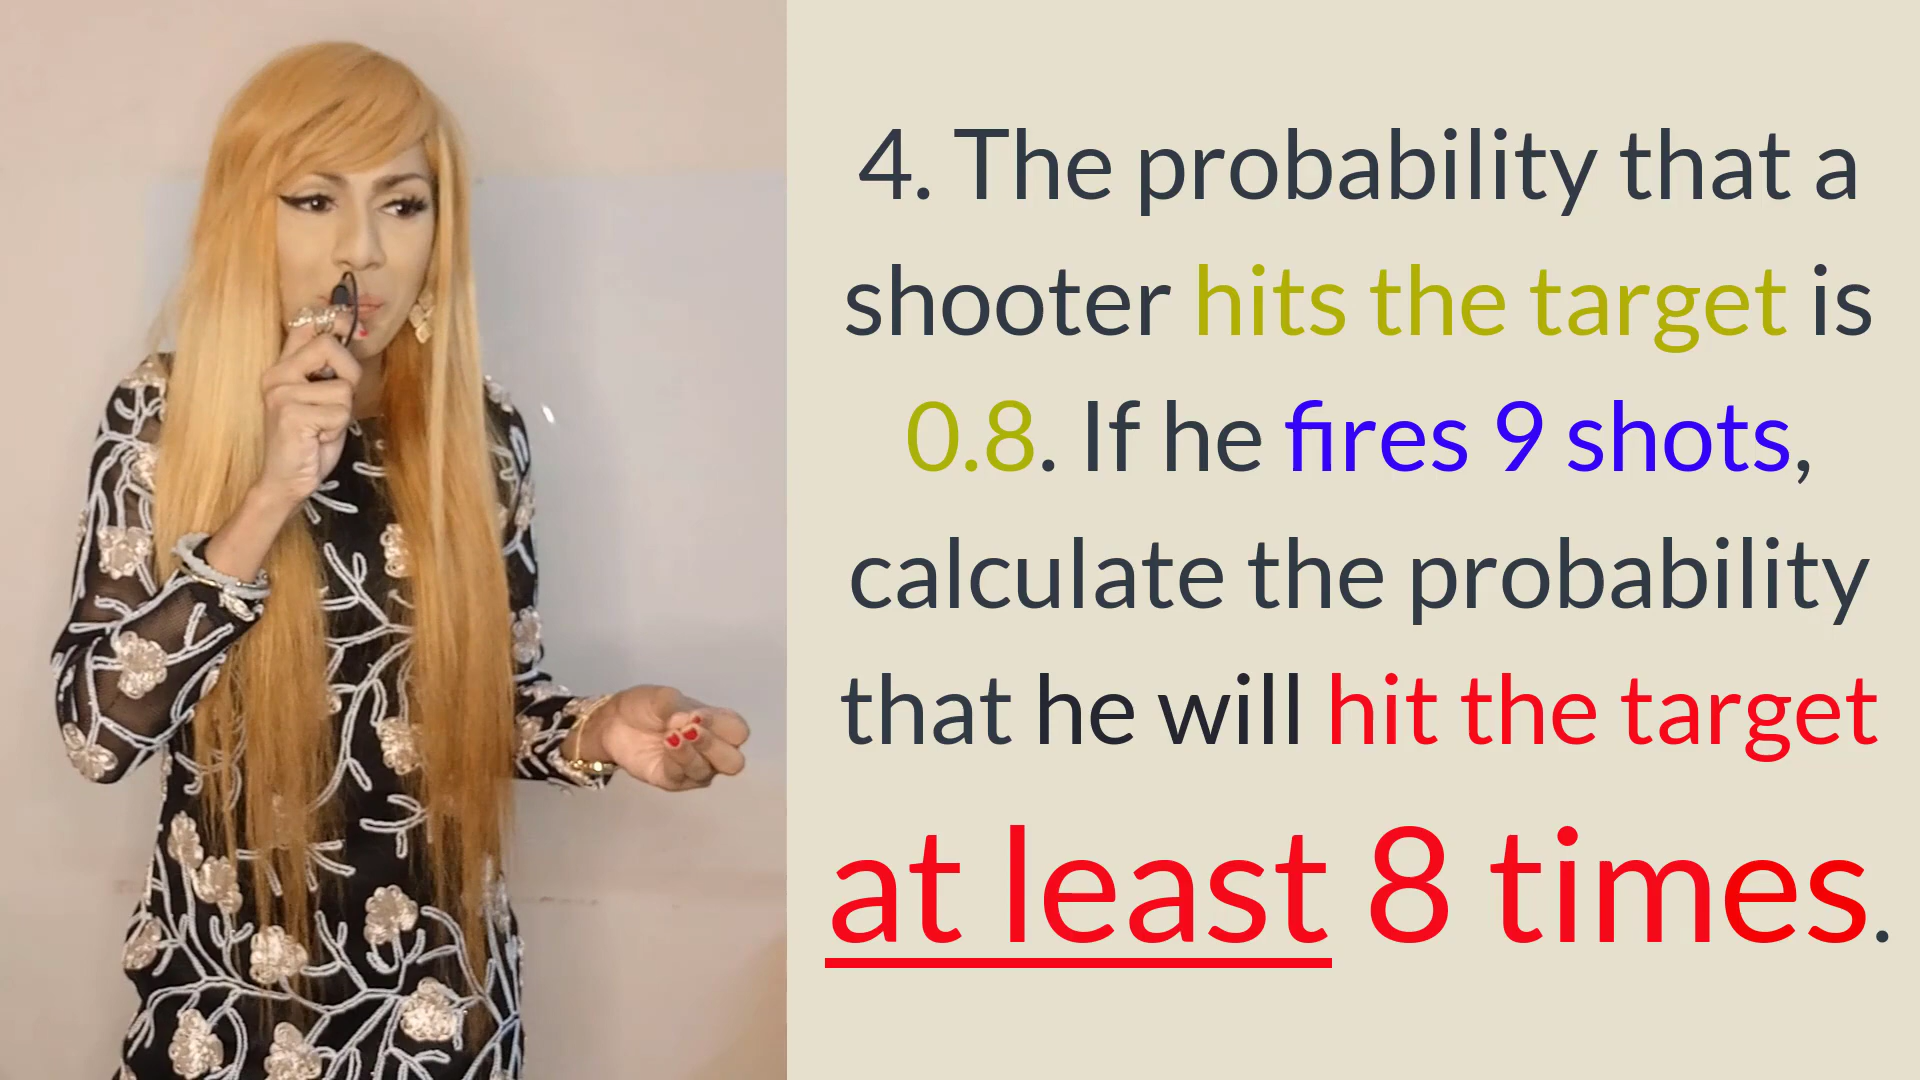 4. The probability that a
shooter hits the target is
0.8. If he fires 9 shots,
calculate the probability
that he will hit the target
at least 8 times.